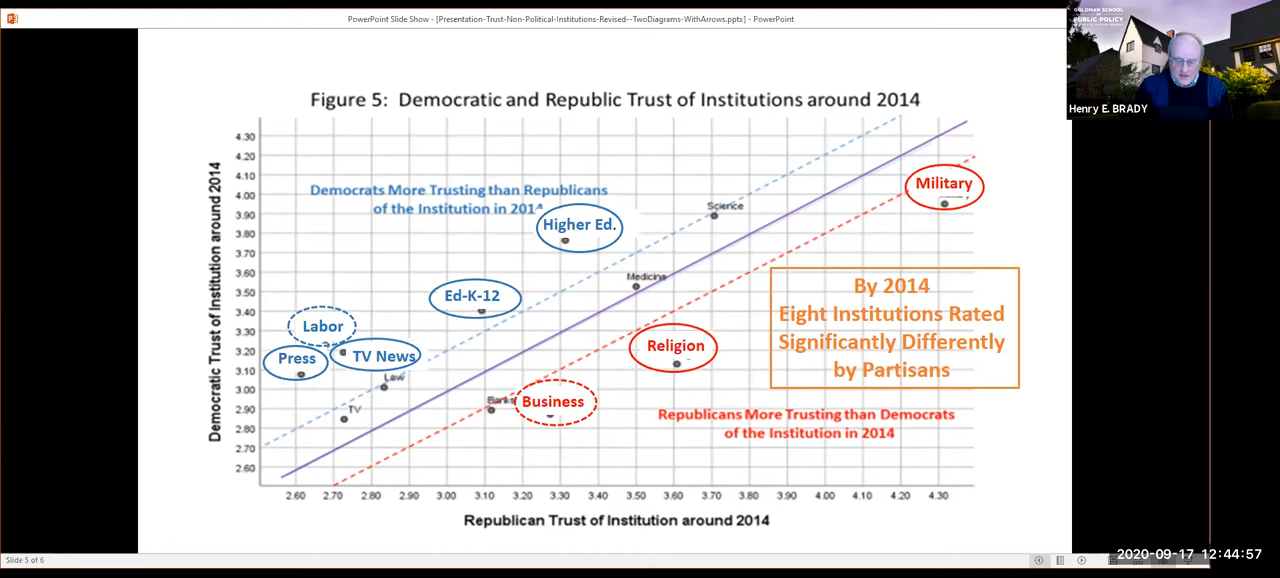 PowerPoint Slide Show - [Presentation-Trust-Non-Political-Institutions-Revised--TwoDiagrams-WithArrows.pptx] - PowerPoint
GOLDMAN SCHOOL
OF
PUBLIC POLICY
Henry E. BRADY
Figure 5: Democratic and Republic Trust of Institutions around 2014
Democratic Trust of Institution around 2014
4.30
4.20
4.10
4.00
3.90
3.80
3.70
3.60
3.50
3.40
3.30
3.20
3.10
3.00
2.90
2.80
2.70
2.60
Democrats More Trusting than Republicans
of the Institution in 2014
Military
Science
Higher Ed.
Medicine
Ed-K-12
Labor
Press
TV News
Law
TV
Religion
Banks
Business
By 2014
Eight Institutions Rated
Significantly Differently
by Partisans
Republicans More Trusting than Democrats
of the Institution in 2014
2.60 2.70 2.80 2.90 3.00 3.10 3.20 3.30 3.40 3.50 3.60 3.70 3.80 3.90 4.00 4.10 4.20 4.30
Republican Trust of Institution around 2014
Slide 5 of 6
2020-09-17 12:44:57